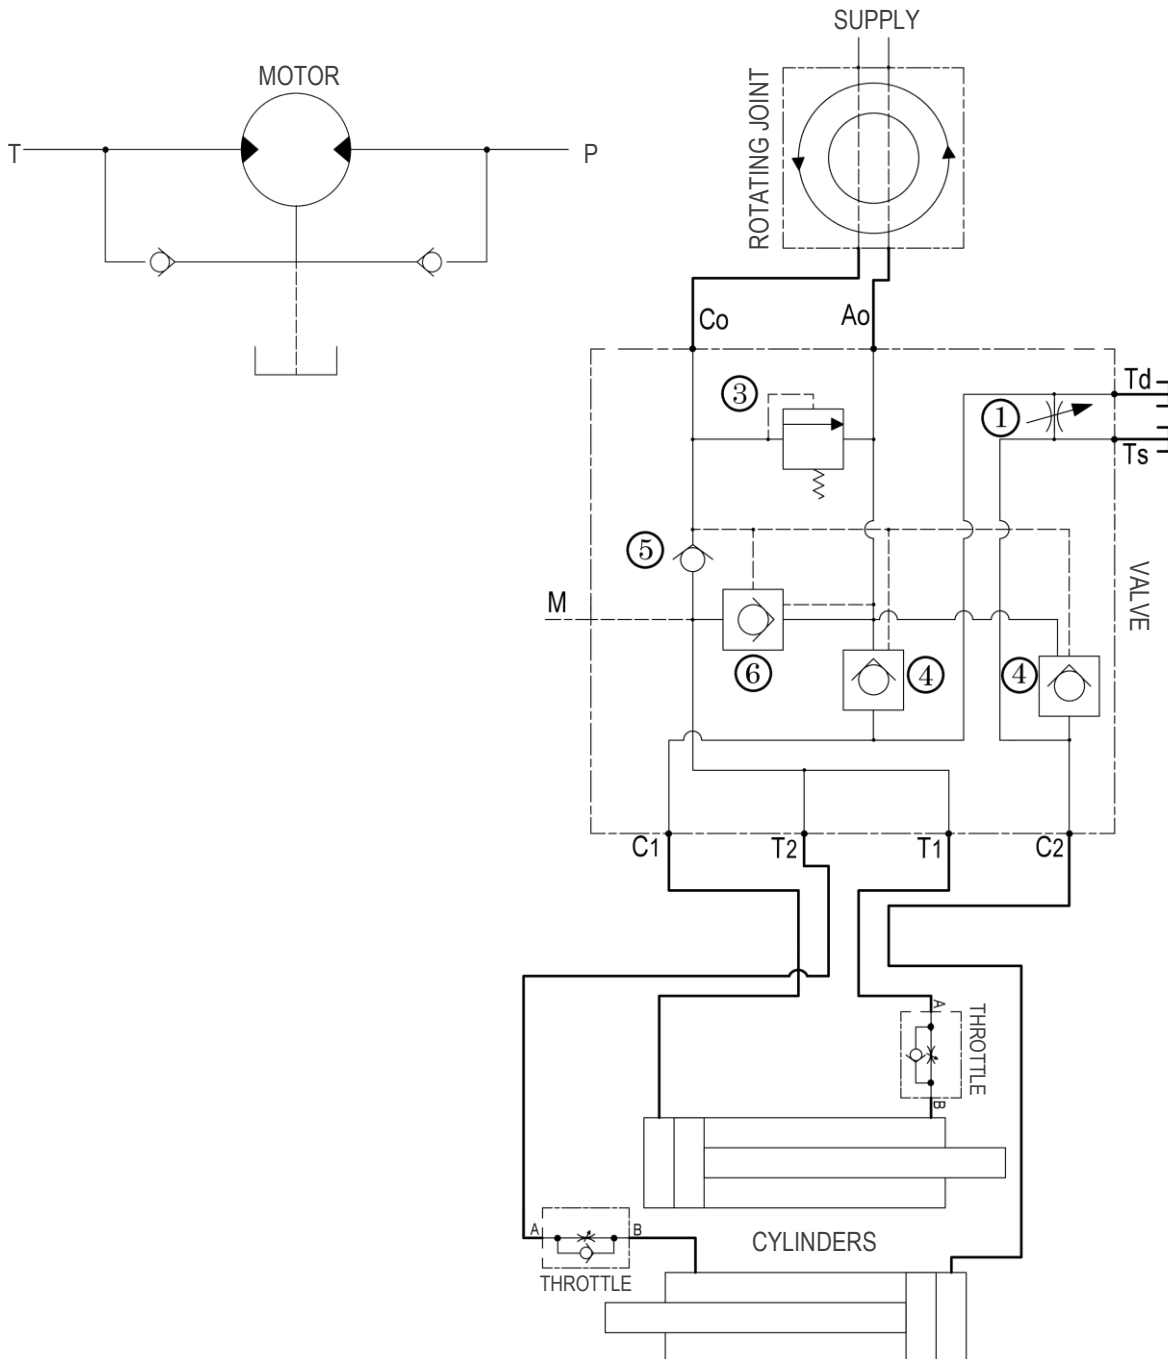 SUPPLY
MOTOR
ROTATING JOINT
T
P
Co
Ao
Td
3
1
Ts
5
VALVE
M
6
4
4
C1
T2
T1
C2
A
THROTTLE
B
A
B
CYLINDERS
THROTTLE